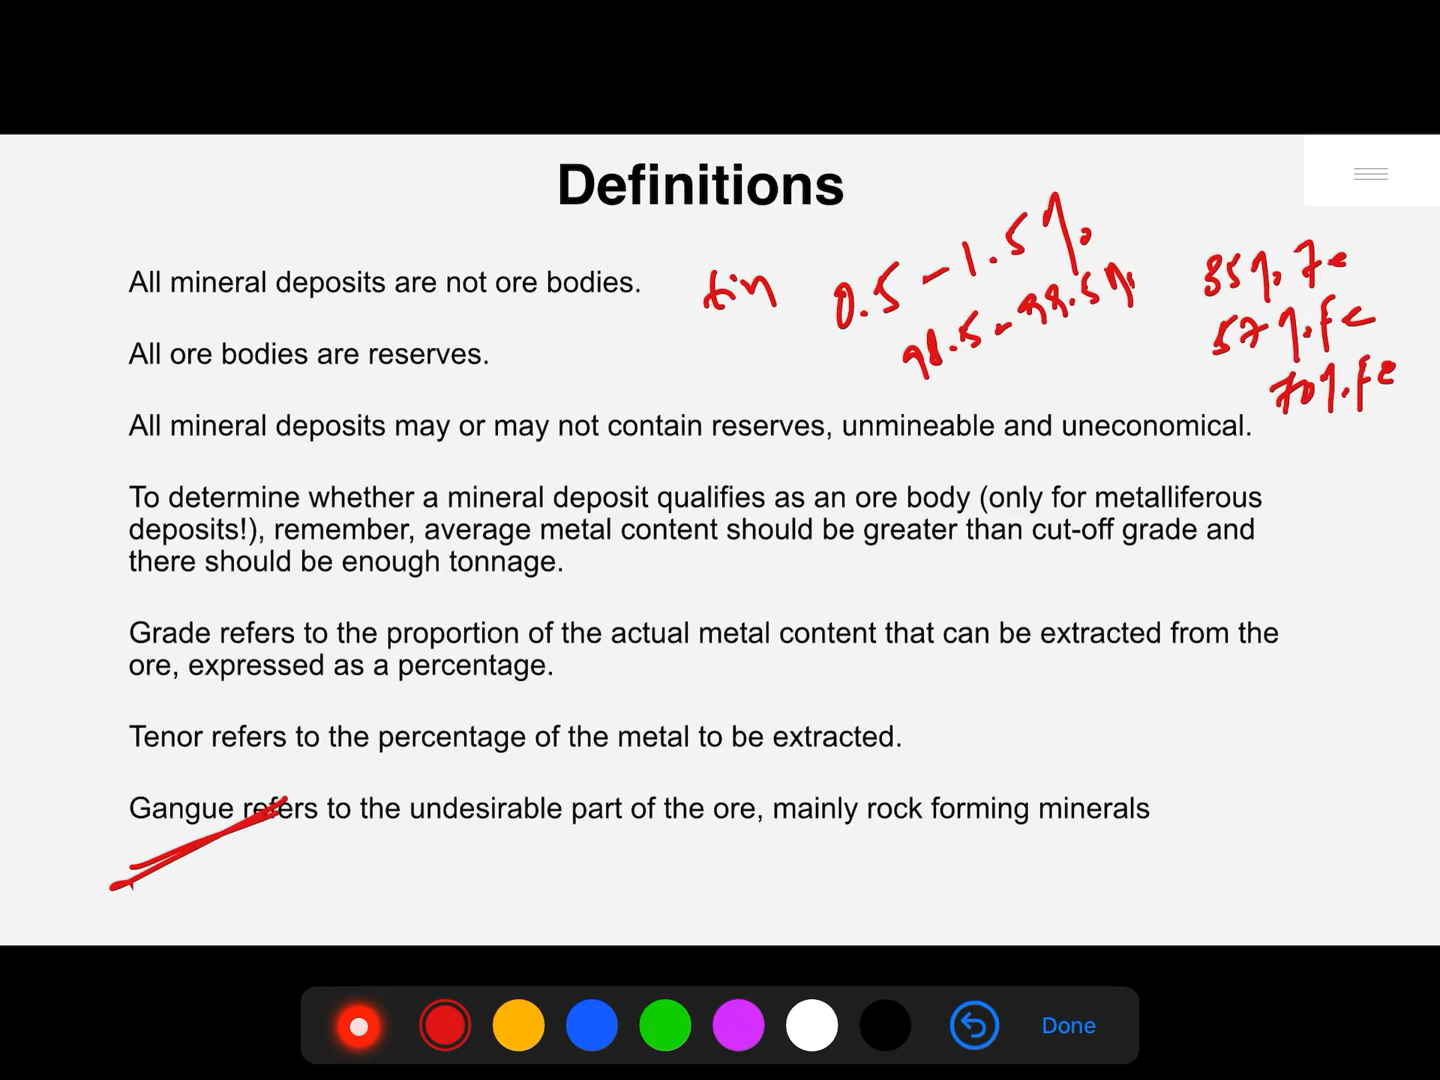 Definitions
All mineral deposits are not ore bodies.
tin 0.5 - 1.5%
98.5 - 99.5%
35% Fe
57%.Fe
70%.Fe
All ore bodies are reserves.
All mineral deposits may or may not contain reserves, unmineable and uneconomical.
To determine whether a mineral deposit qualifies as an ore body (only for metalliferous
deposits!), remember, average metal content should be greater than cut-off grade and
there should be enough tonnage.
Grade refers to the proportion of the actual metal content that can be extracted from the
ore, expressed as a percentage.
Tenor refers to the percentage of the metal to be extracted.
Gangue refers to the undesirable part of the ore, mainly rock forming minerals
Done